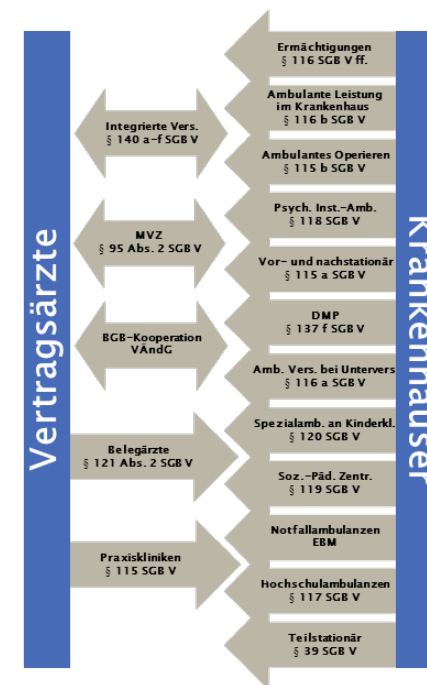 Vertragsärzte
Integrierte Vers.
§ 140 a-f SGB V
MVZ
§ 95 Abs. 2 SGB V
BGB-Kooperation
VÄndG
Belegärzte
§ 121 Abs. 2 SGB V
Praxiskliniken
§ 115 SGB V
Ermächtigungen
§ 116 SGB V ff.
Ambulante Leistung
im Krankenhaus
§ 116 b SGB V
Ambulantes Operieren
§ 115 b SGB V
Psych. Inst.-Amb.
§ 118 SGB V
Vor- und nachstationär
§ 115 a SGB V
DMP
§ 137 f SGB V
Amb. Vers. bei Untervers
§ 116 a SGB V
Spezialamb. an Kinderkl.
§ 120 SGB V
Soz.-Päd. Zentr.
§ 119 SGB V
Notfallambulanzen
EBM
Hochschulambulanzen
§ 117 SGB V
Teilstationär
§ 39 SGB V
Krankenhäuser